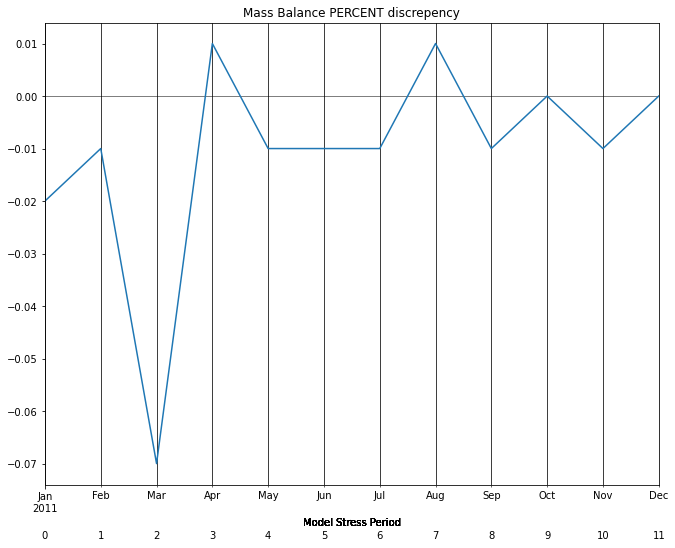 Mass Balance PERCENT discrepency
0.01
0.00
−0.01
−0.02
−0.03
−0.04
−0.05
−0.06
−0.07
Jan Feb Mar Apr May Jun Jul Aug Sep Oct Nov Dec
2011
Model Stress Period
0 1 2 3 4 5 6 7 8 9 10 11